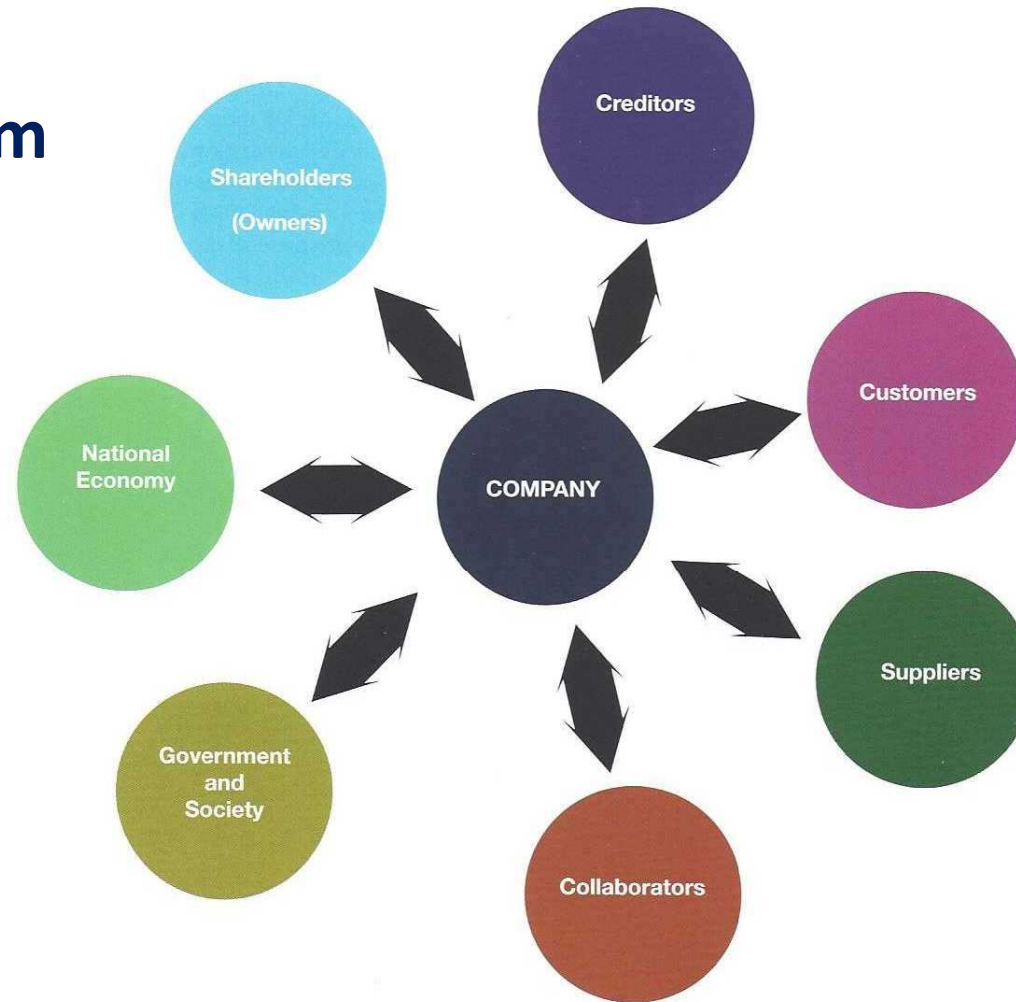 Creditors
Shareholders
(Owners)
Customers
National
Economy
COMPANY
Suppliers
Government
and
Society
Collaborators